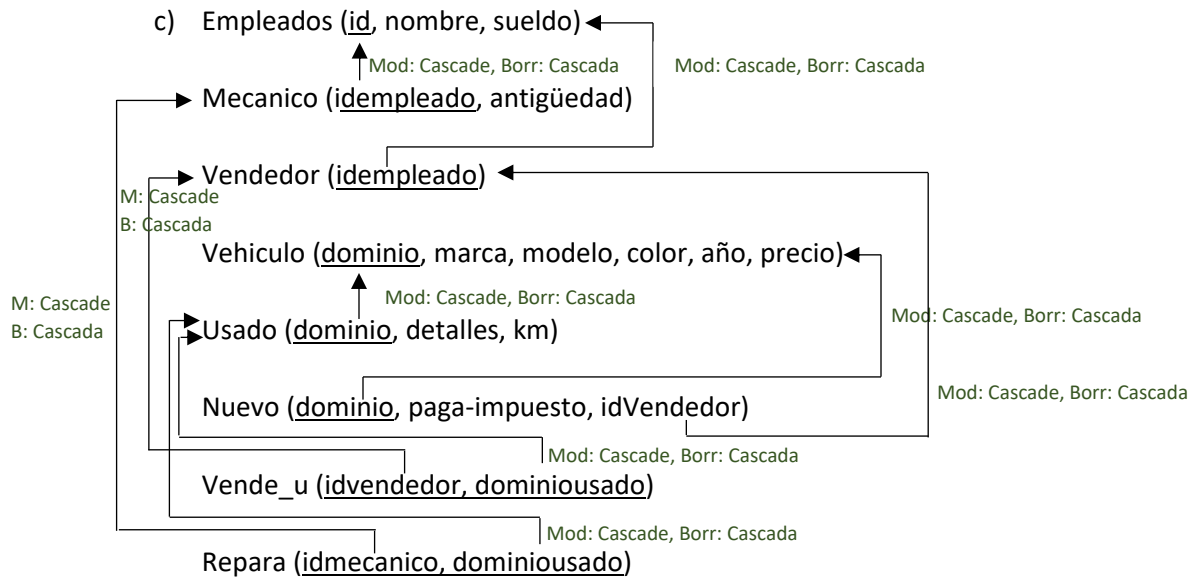 c) Empleados (id, nombre, sueldo)
Mod: Cascade, Borr: Cascada
Mod: Cascade, Borr: Cascada
Mecanico (idempleado, antigüedad)
Vendedor (idempleado)
M: Cascade
B: Cascada
Vehiculo (dominio, marca, modelo, color, año, precio)
Mod: Cascade, Borr: Cascada
M: Cascade
B: Cascada
Mod: Cascade, Borr: Cascada
Usado (dominio, detalles, km)
Mod: Cascade, Borr: Cascada
Nuevo (dominio, paga-impuesto, idVendedor)
Mod: Cascade, Borr: Cascada
Vende_u (idvendedor, dominiousado)
Mod: Cascade, Borr: Cascada
Repara (idmecanico, dominiousado)